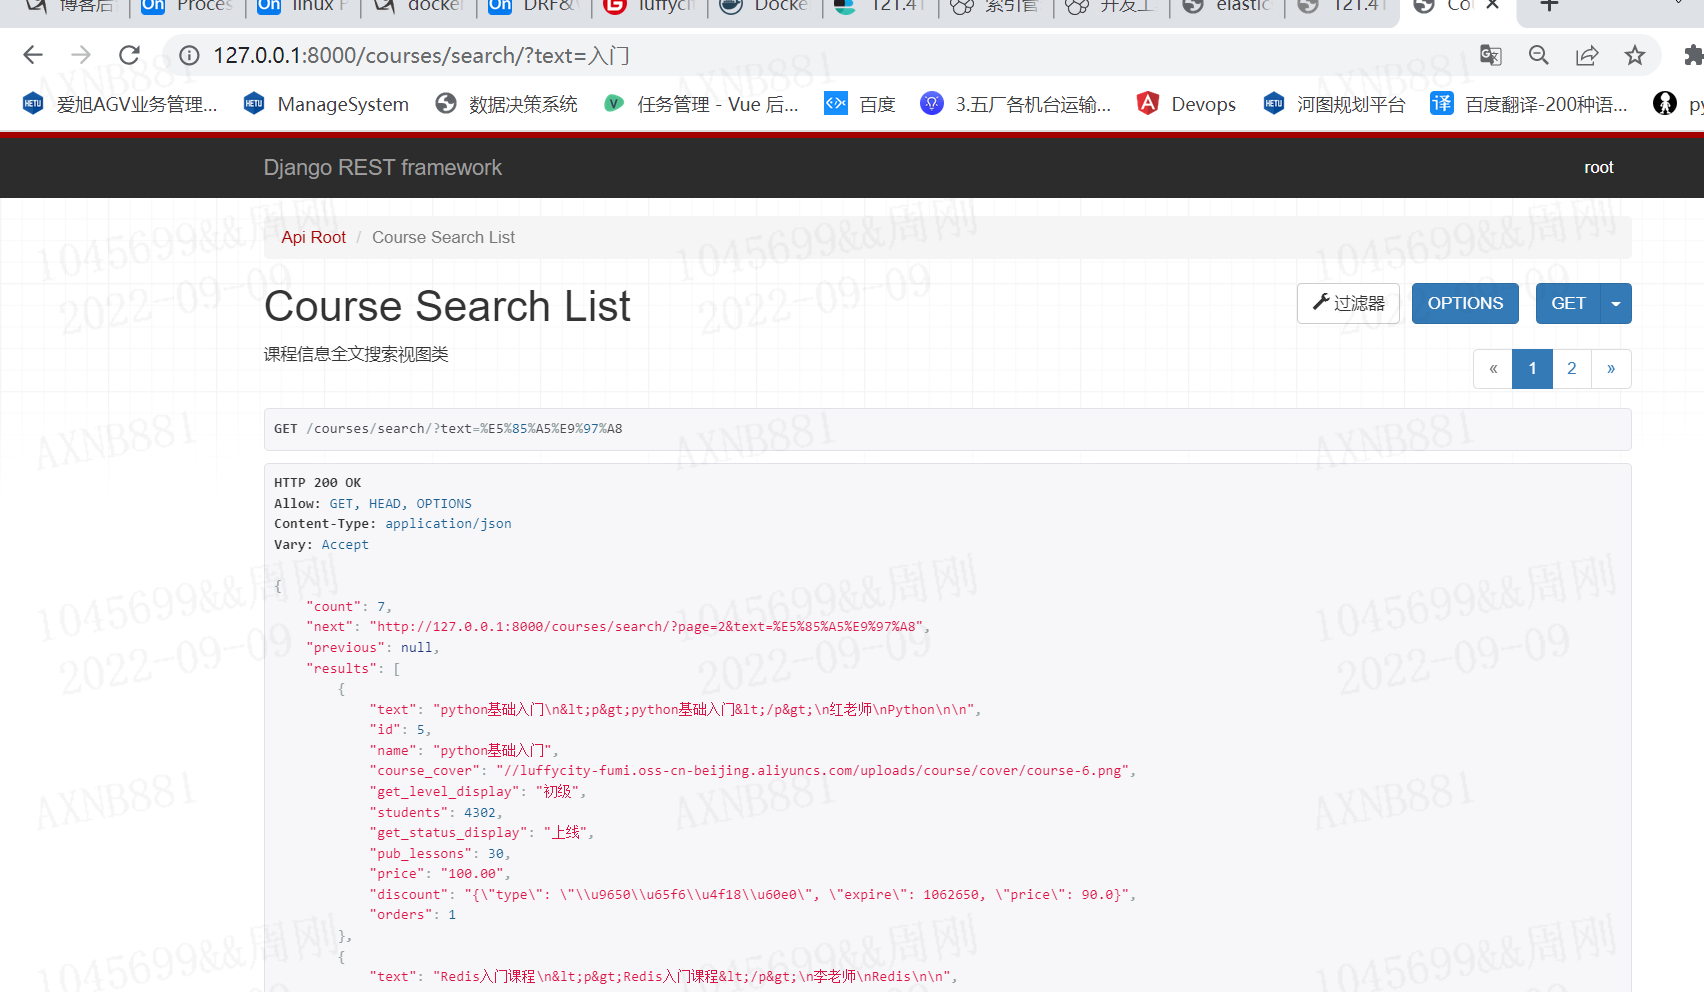 博客后
Proces
linux
docke
DRF&
luffycit
Docke
121.4
索引管
开发工
elastic
121.41
Co
127.0.0.1:8000/courses/search/?text=入门
爱旭AGV业务管理...
ManageSystem
数据决策系统
任务管理 - Vue 后...
百度
3.五厂各机台运输...
Devops
河图规划平台
百度翻译-200种语...
py
Django REST framework
root
Api Root / Course Search List
Course Search List
过滤器
OPTIONS
GET
课程信息全文搜索视图类
« 1 2 »
GET /courses/search/?text=%E5%85%A5%E9%97%A8
HTTP 200 OK
Allow: GET, HEAD, OPTIONS
Content-Type: application/json
Vary: Accept
{
"count": 7,
"next": "http://127.0.0.1:8000/courses/search/?page=2&text=%E5%85%A5%E9%97%A8",
"previous": null,
"results": [
{
"text": "python基础入门\n&lt;p&gt;python基础入门&lt;/p&gt;\n红老师\nPython\n\n",
"id": 5,
"name": "python基础入门",
"course_cover": "//luffycity-fumi.oss-cn-beijing.aliyuncs.com/uploads/course/cover/course-6.png",
"get_level_display": "初级",
"students": 4302,
"get_status_display": "上线",
"pub_lessons": 30,
"price": "100.00",
"discount": "{\"type\": \"\\u9650\\u65f6\\u4f18\\u60e0\", \"expire\": 1062650, \"price\": 90.0}",
"orders": 1
},
{
"text": "Redis入门课程\n&lt;p&gt;Redis入门课程&lt;/p&gt;\n李老师\nRedis\n\n",
AXNB881
1045699&&周刚
2022-09-09